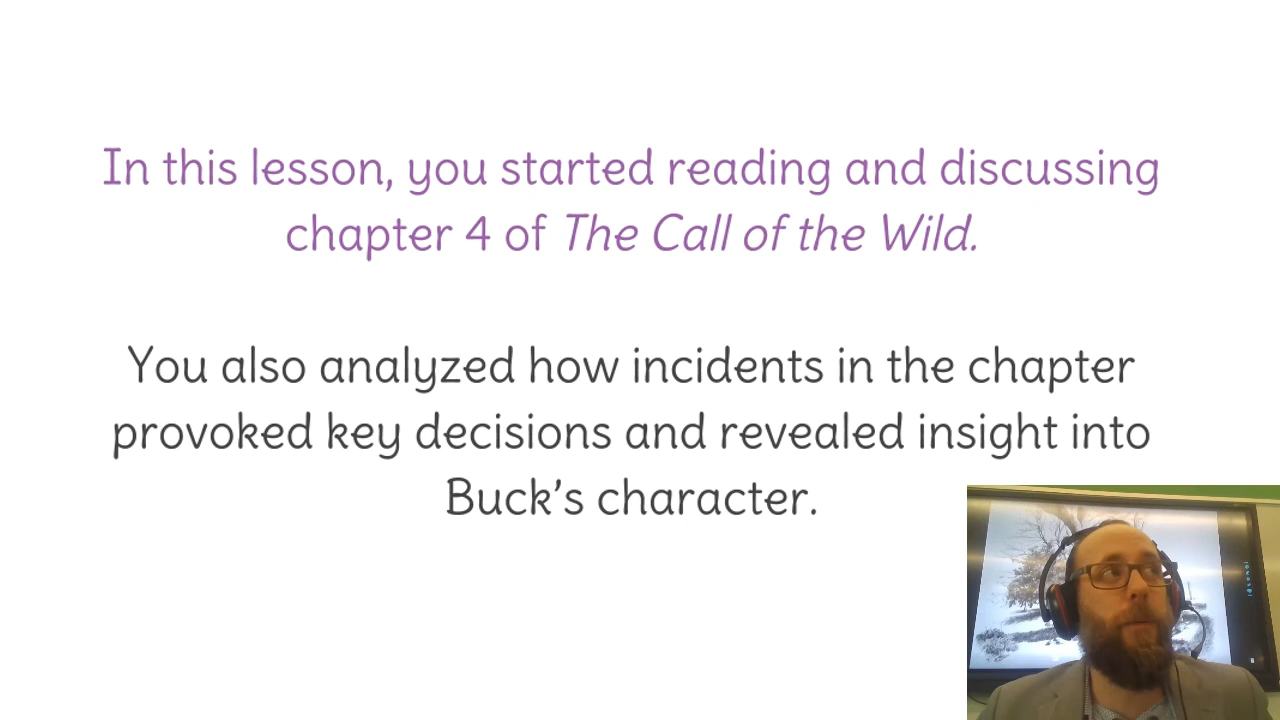 In this lesson, you started reading and discussing
chapter 4 of The Call of the Wild.
You also analyzed how incidents in the chapter
provoked key decisions and revealed insight into
Buck's character.